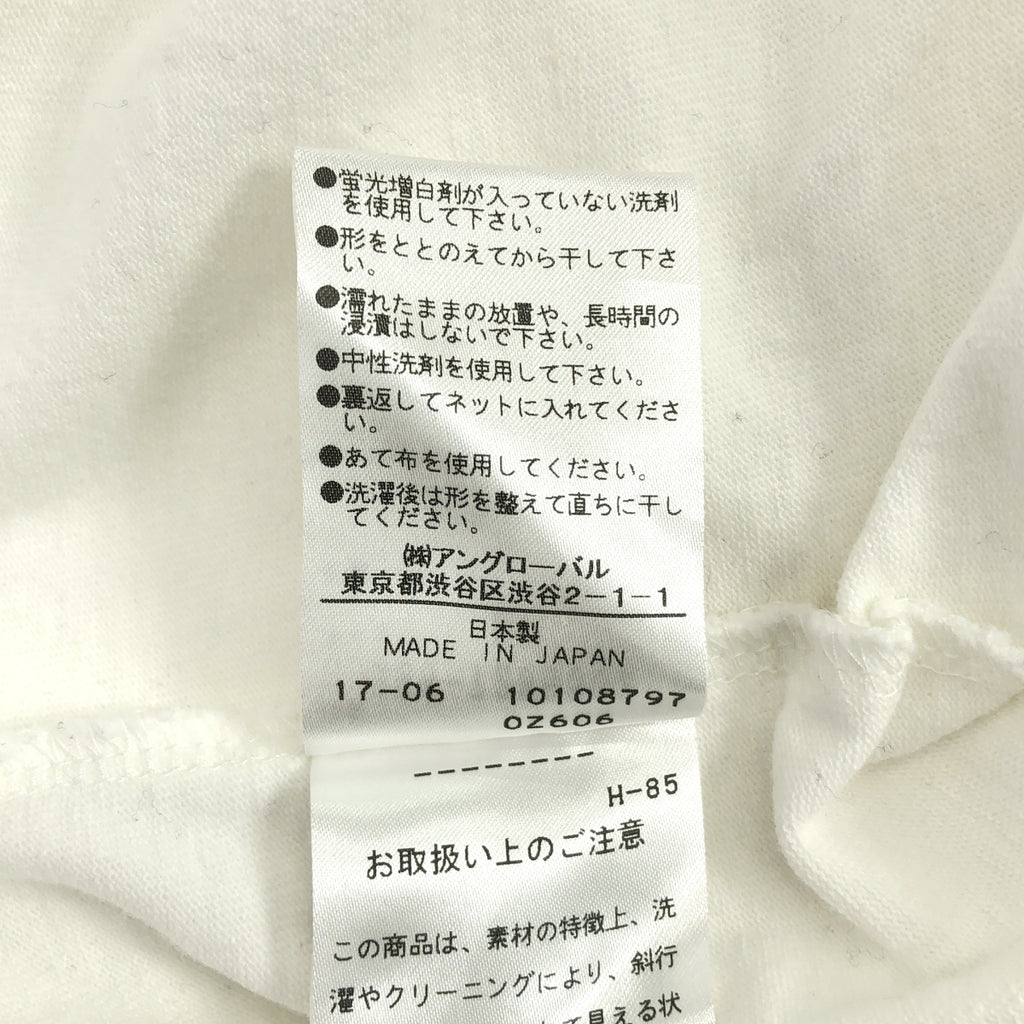 ●蛍光増白剤が入っていない洗剤
を使用して下さい。
●形をととのえてから干して下さ
い。
●濡れたままの放置や、長時間の
浸漬はしないで下さい。
●中性洗剤を使用して下さい。
●裏返してネットに入れてくださ
い。
●あて布を使用してください。
●洗濯後は形を整えて直ちに干し
てください。
㈱アングローバル
東京都渋谷区渋谷2-1-1
日本製
MADE IN JAPAN
17-06 10108797
02606
--------
H-85
お取扱い上のご注意
この商品は、素材の特徴上、洗
濯やクリーニングにより、斜行
て見える状